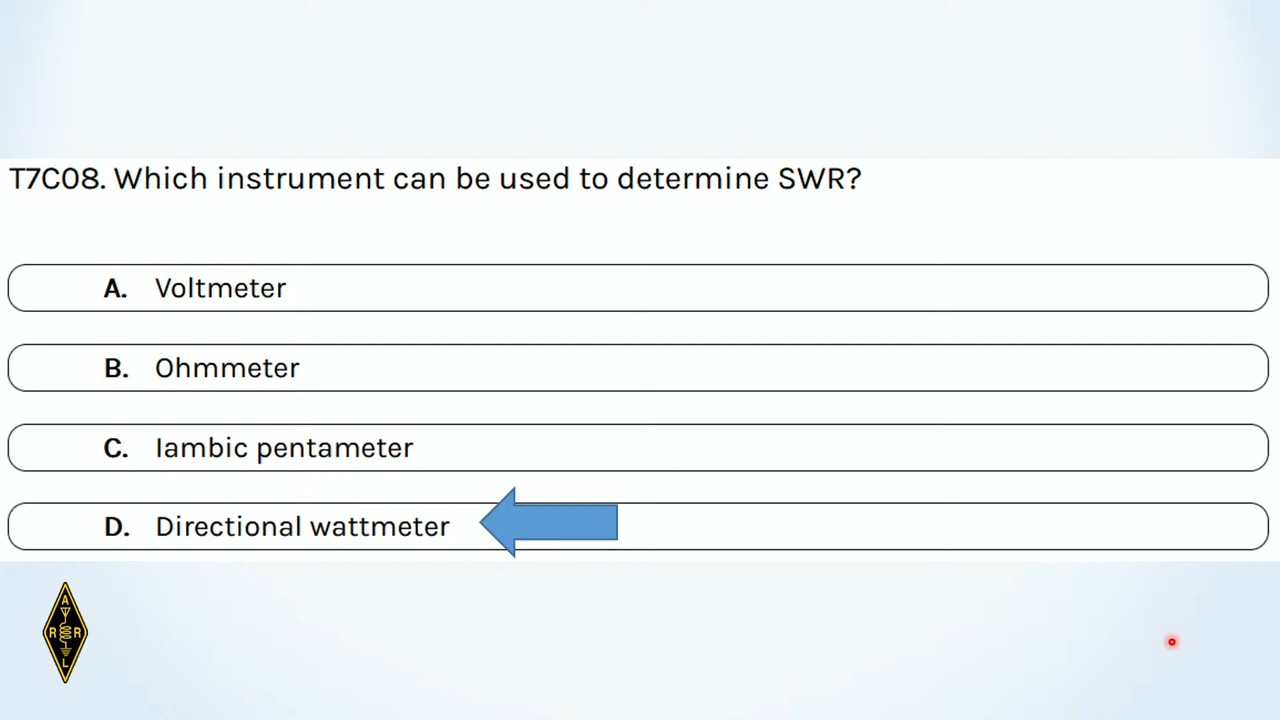 T7C08. Which instrument can be used to determine SWR?
A. Voltmeter
B. Ohmmeter
C. Iambic pentameter
D. Directional wattmeter
A
R R
L